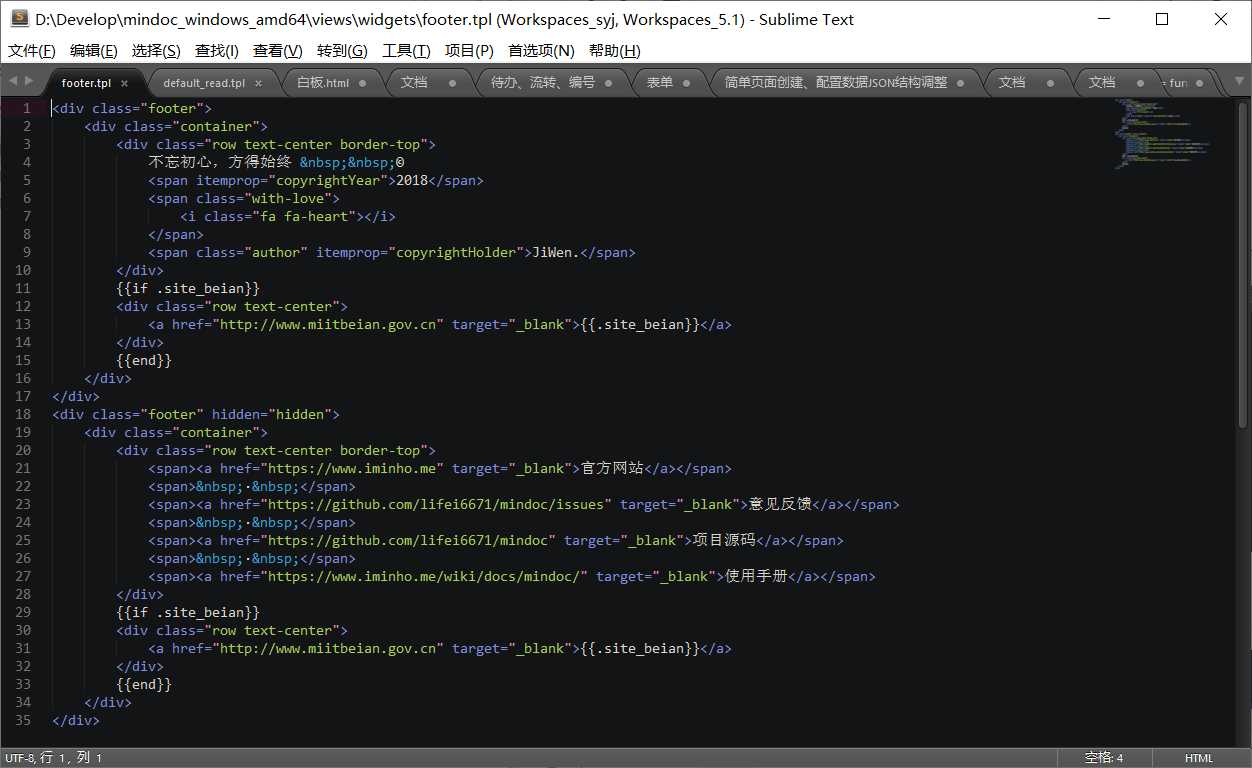 D:\Develop\mindoc_windows_amd64\views\widgets\footer.tpl (Workspaces_syj, Workspaces_5.1) - Sublime Text
文件(F) 编辑(E) 选择(S) 查找(I) 查看(V) 转到(G) 工具(T) 项目(P) 首选项(N) 帮助(H)
footer.tpl × default_read.tpl × 白板.html 文档 待办、流转、编号 表单 简单页面创建、配置数据JSON结构调整 文档 文档 = fun
1 <div class="footer">
2     <div class="container">
3         <div class="row text-center border-top">
4             不忘初心，方得始终 &nbsp;&nbsp;©
5             <span itemprop="copyrightYear">2018</span>
6             <span class="with-love">
7                 <i class="fa fa-heart"></i>
8             </span>
9             <span class="author" itemprop="copyrightHolder">JiWen.</span>
10         </div>
11         {{if .site_beian}}
12         <div class="row text-center">
13             <a href="http://www.miitbeian.gov.cn" target="_blank">{{.site_beian}}</a>
14         </div>
15         {{end}}
16     </div>
17 </div>
18 <div class="footer" hidden="hidden">
19     <div class="container">
20         <div class="row text-center border-top">
21             <span><a href="https://www.iminho.me" target="_blank">官方网站</a></span>
22             <span>&nbsp;·&nbsp;</span>
23             <span><a href="https://github.com/lifei6671/mindoc/issues" target="_blank">意见反馈</a></span>
24             <span>&nbsp;·&nbsp;</span>
25             <span><a href="https://github.com/lifei6671/mindoc" target="_blank">项目源码</a></span>
26             <span>&nbsp;·&nbsp;</span>
27             <span><a href="https://www.iminho.me/wiki/docs/mindoc/" target="_blank">使用手册</a></span>
28         </div>
29         {{if .site_beian}}
30         <div class="row text-center">
31             <a href="http://www.miitbeian.gov.cn" target="_blank">{{.site_beian}}</a>
32         </div>
33         {{end}}
34     </div>
35 </div>
UTF-8, 行 1, 列 1 空格: 4 HTML